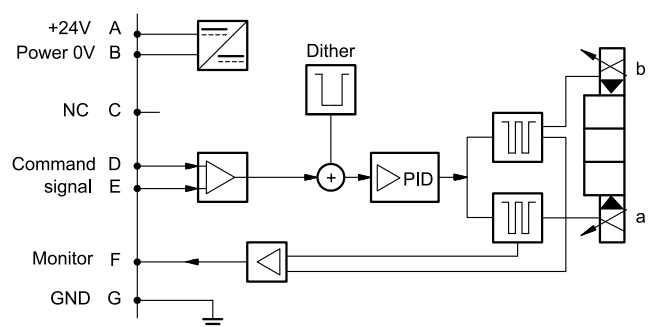 +24V A
Power 0V B
Dither
b
NC C
Command D
signal E
+
PID
a
Monitor F
GND G